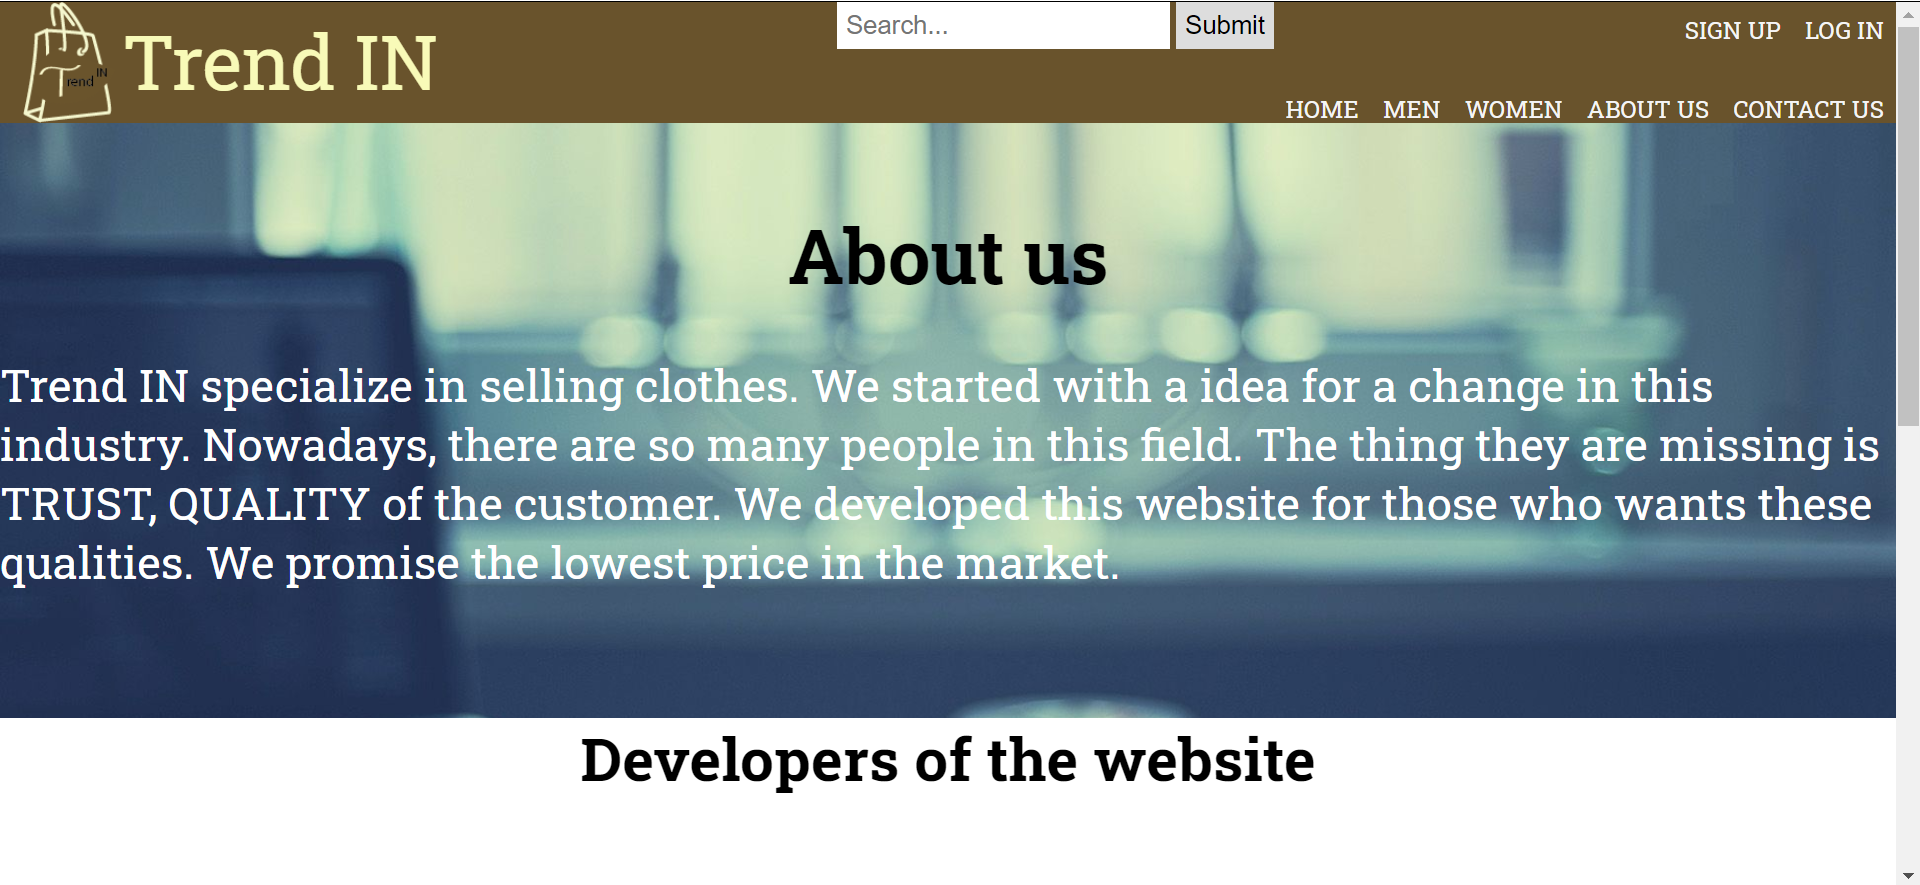 Trend IN
Trend IN
Search...
Submit
SIGN UP LOG IN
HOME MEN WOMEN ABOUT US CONTACT US
About us
Trend IN specialize in selling clothes. We started with a idea for a change in this
industry. Nowadays, there are so many people in this field. The thing they are missing is
TRUST, QUALITY of the customer. We developed this website for those who wants these
qualities. We promise the lowest price in the market.
Developers of the website